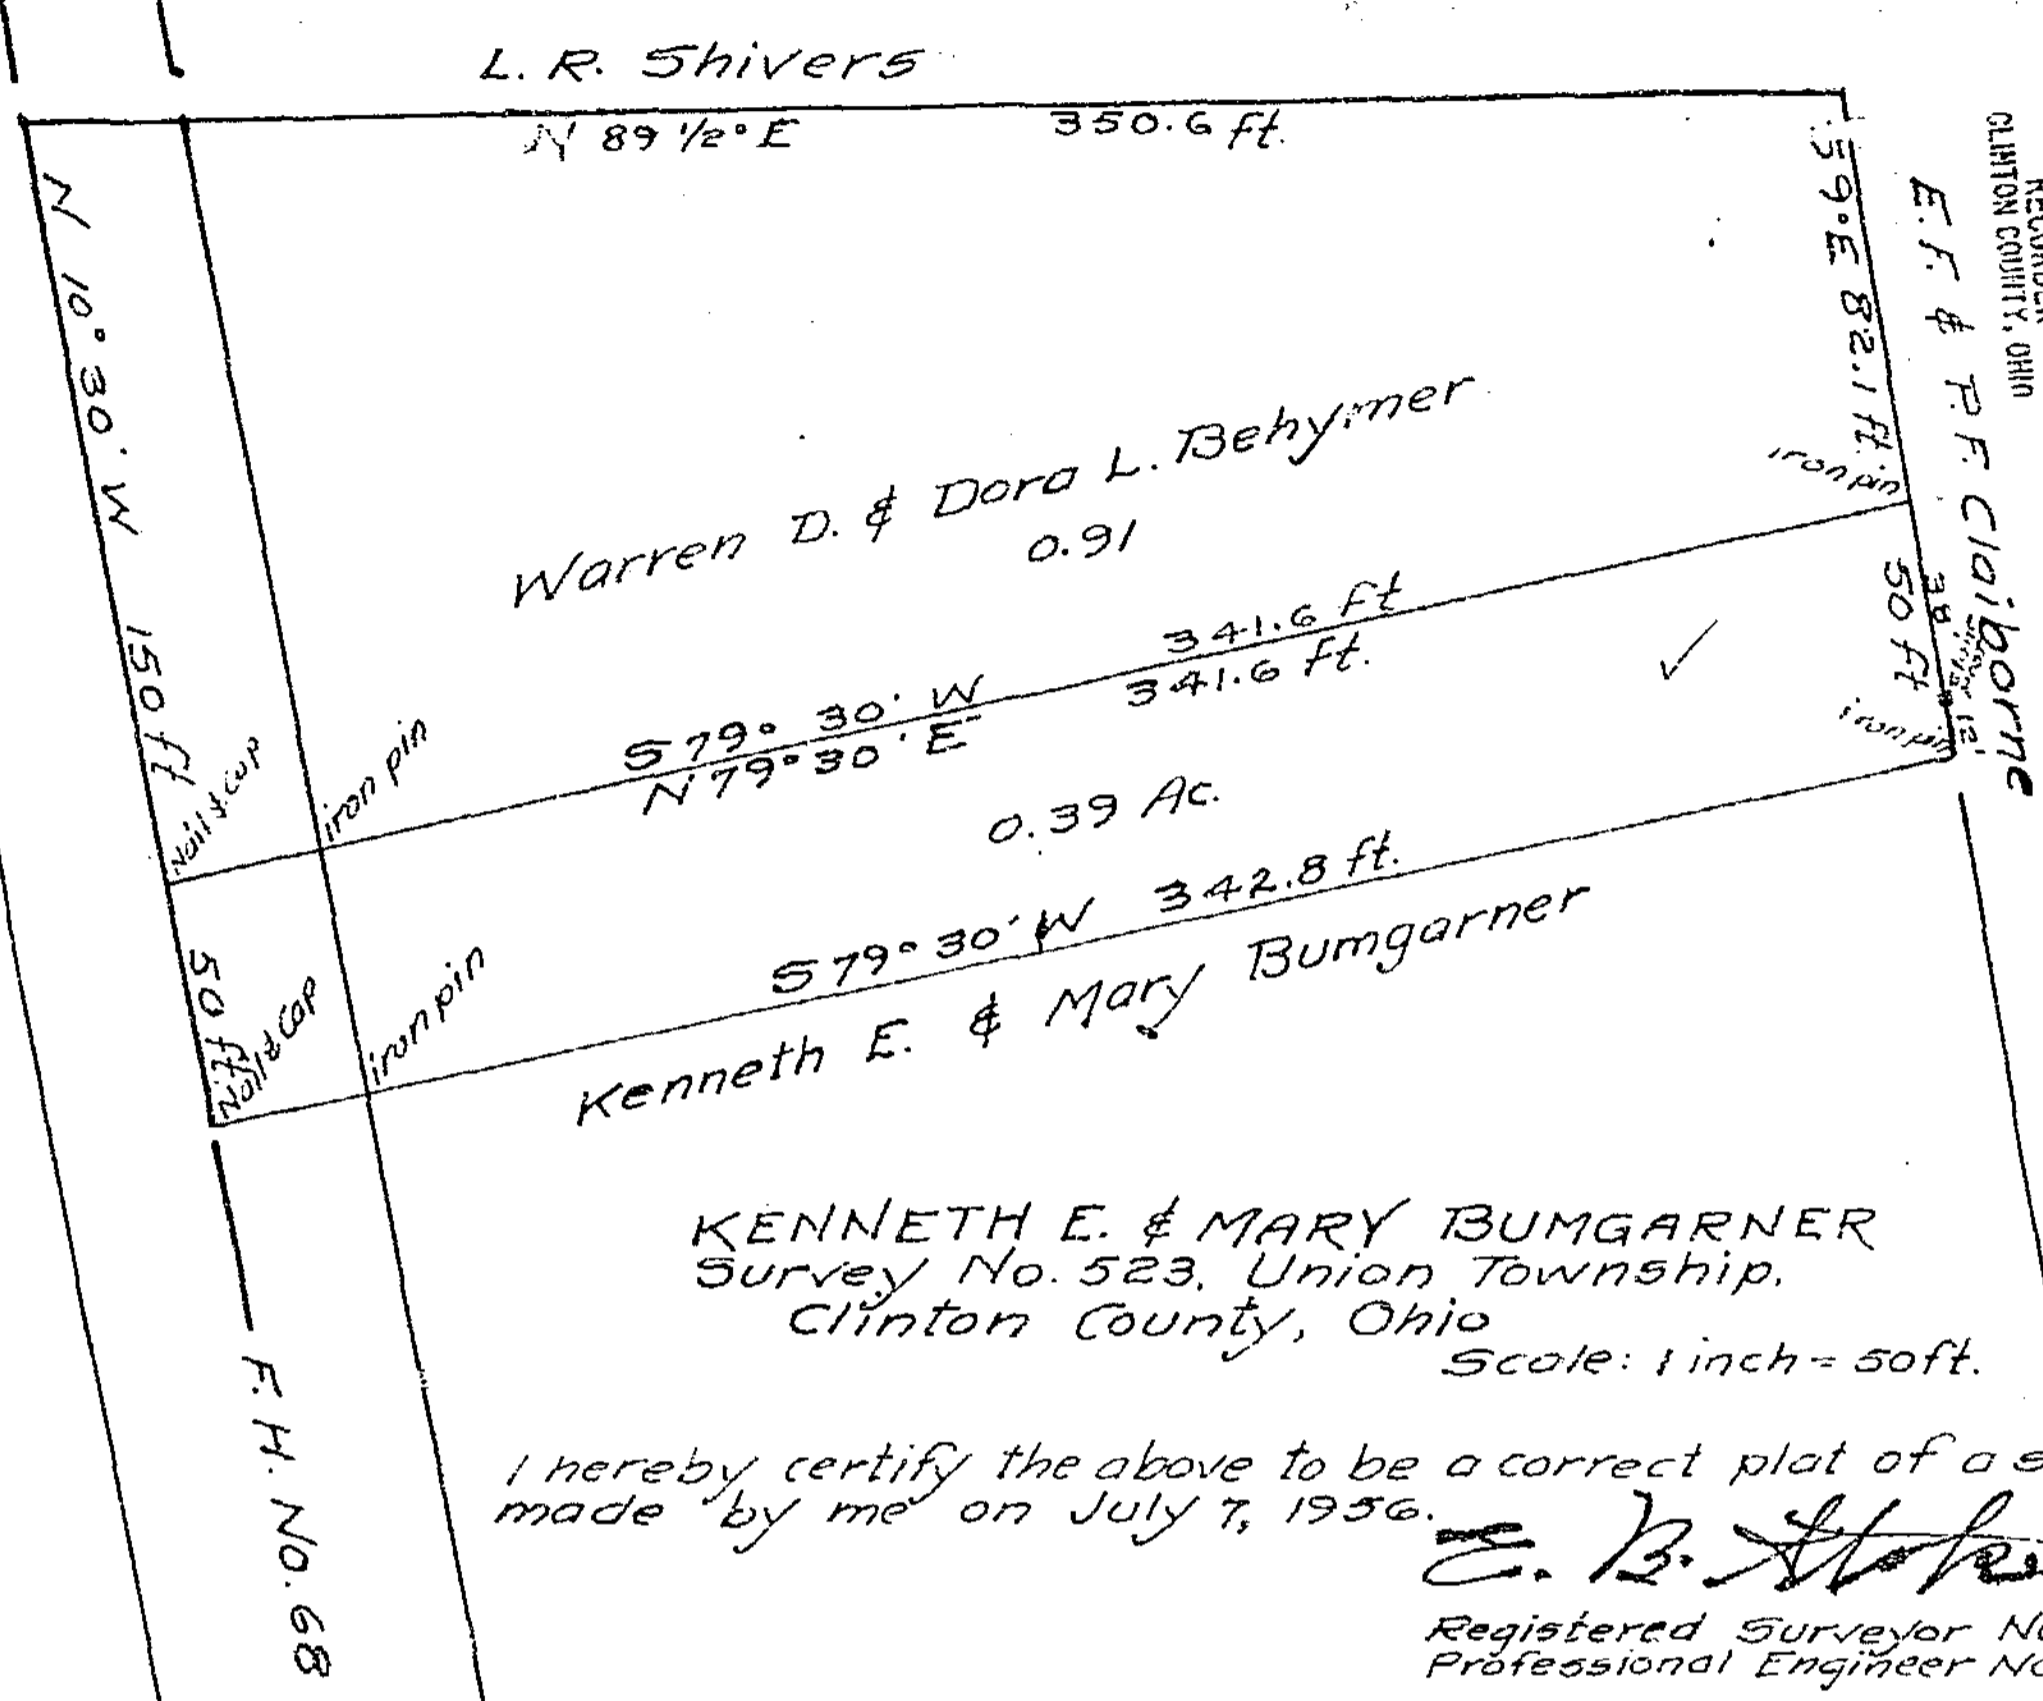 L. R. Shivers
N 89 1/2° E 350.6 ft.
N 10° 30' W 150 ft
S 9° E 82.1 ft.
E. F. & P. F. Claiborne
CLINTON COUNTY, OHIO
Warren D. & Dora L. Behymer
0.91
iron pin
S 79° 30' W 341.6 ft
N 79° 30' E 341.6 ft.
Nail & Cap
iron pin
50 ft
38
12'
iron pin
0.39 Ac.
S 79° 30' W 342.8 ft.
50 ft.
Nail & Cap
iron pin
Kenneth E. & Mary Bumgarner
KENNETH E. & MARY BUMGARNER
Survey No. 523, Union Township,
Clinton County, Ohio
Scale: 1 inch = 50 ft.
F. H. No. 68
I hereby certify the above to be a correct plat of a s
made by me on July 7, 1956.
E. B.
Registered Surveyor No
Professional Engineer No